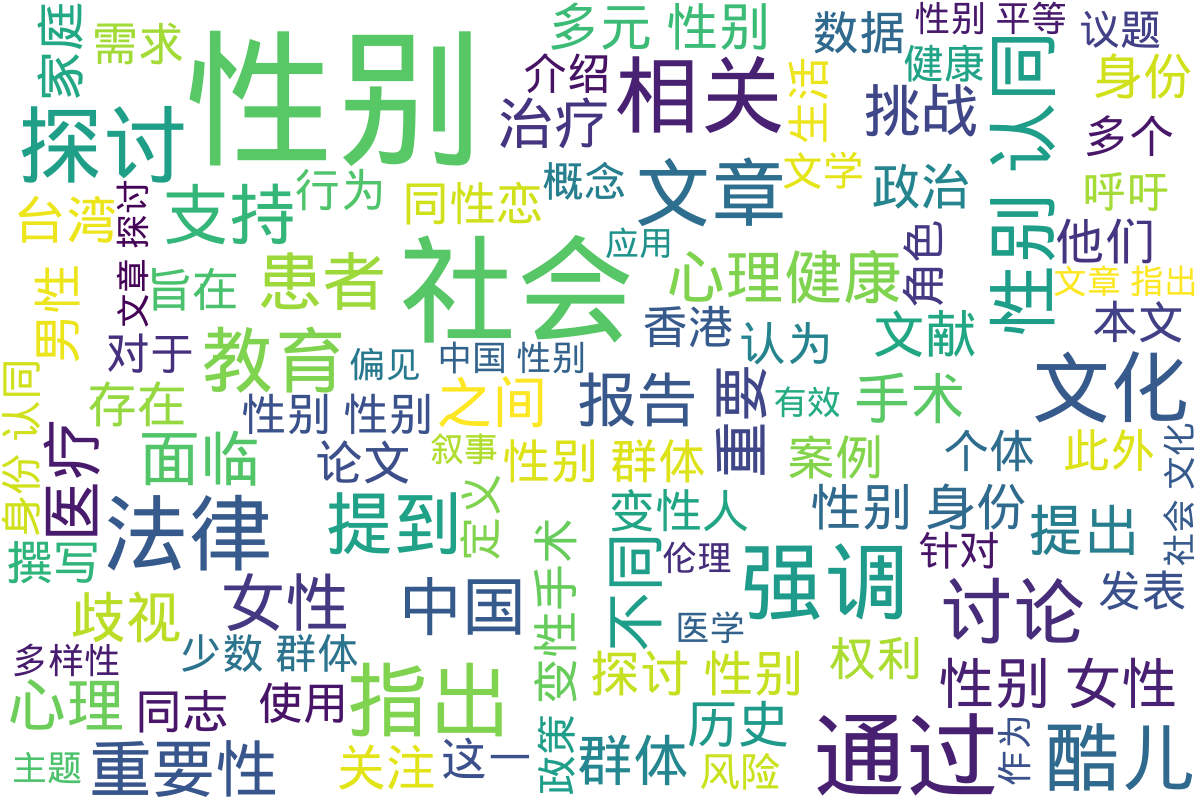 性别
社会
多元 性别
数据
性别 平等
议题
家庭
需求
介绍
相关
生活
健康
身份
探讨
治疗
挑战
性别 认同
多个
支持
行为
同性恋
概念
文章
文学
政治
呼吁
台湾
文章 探讨
旨在
患者
应用
心理健康
角色
他们
文章 指出
男性
对于
教育
偏见
中国 性别
香港
认为
文献
本文
身份 认同
存在
性别 性别
之间
报告
重要
有效
手术
文化
医疗
面临
论文
叙事
性别 群体
案例
个体
此外
社会 文化
法律
提到
定义
变性人
性别 身份
提出
撰写
歧视
女性
中国
变性手术
不同
伦理
强调
针对
讨论
发表
多样性
少数 群体
医学
心理
同志
使用
指出
探讨 性别
权利
性别 女性
主题
重要性
关注
这一
政策
群体
历史
风险
通过
作为
酷儿